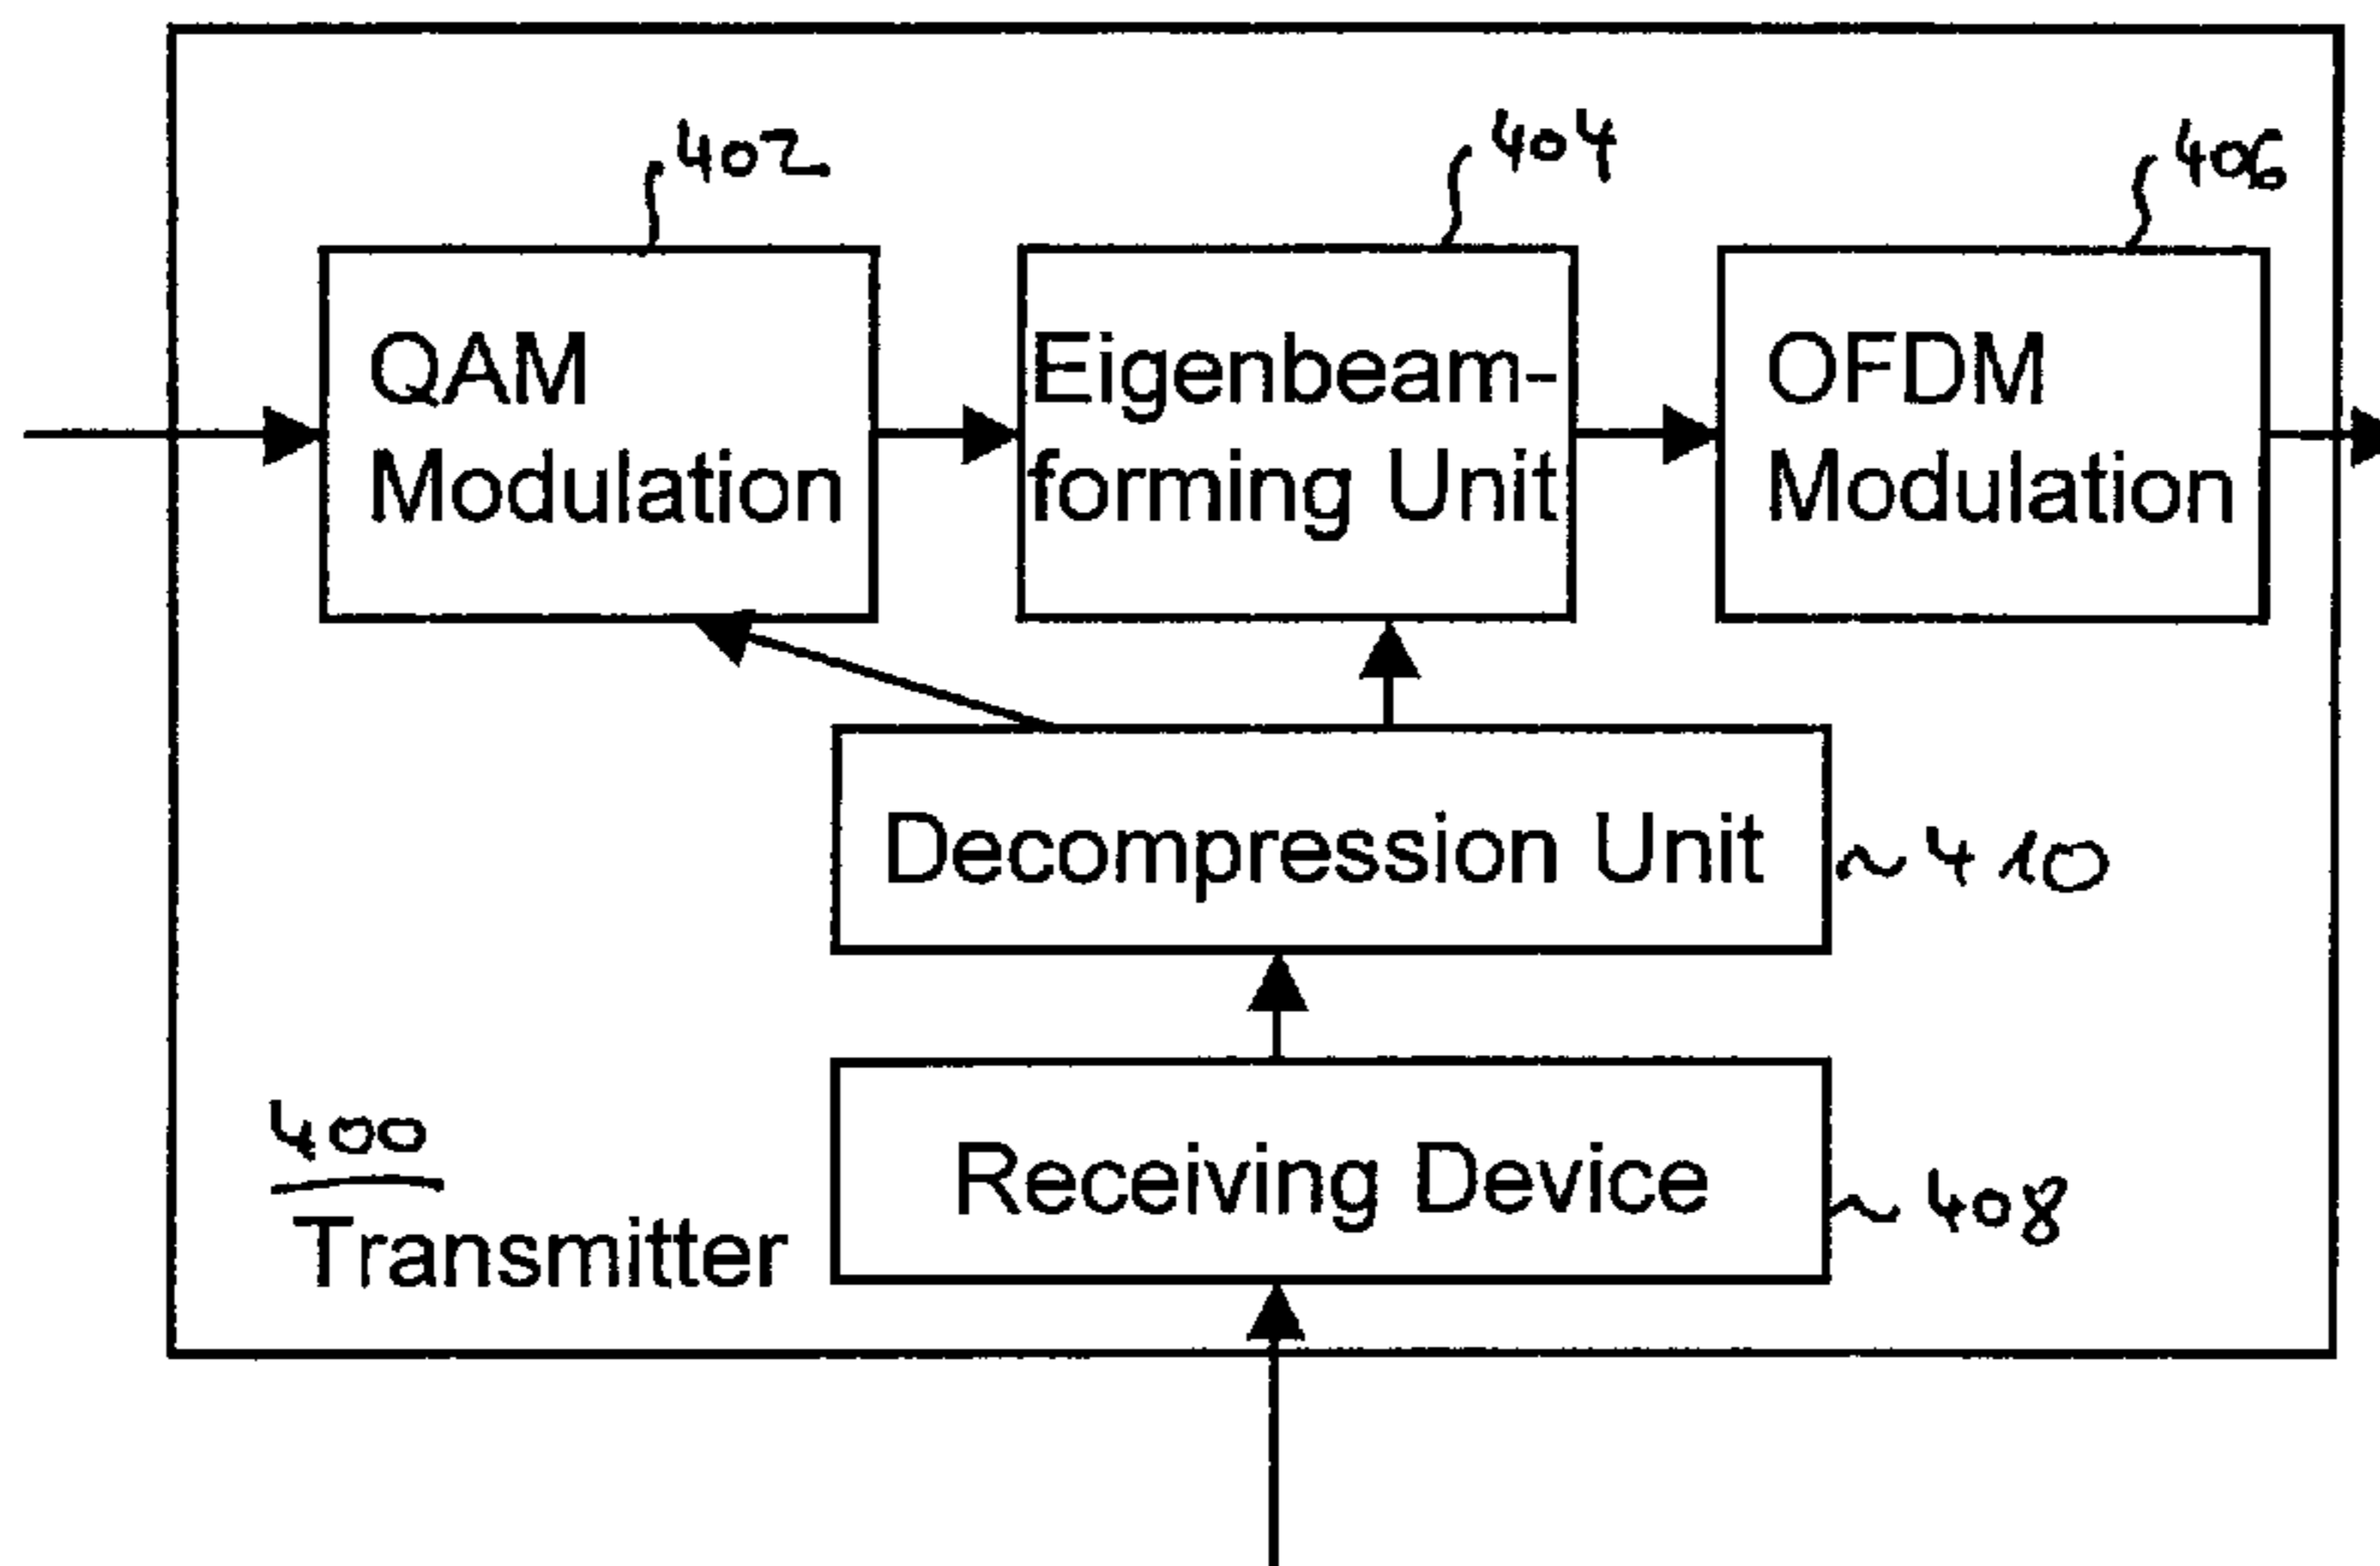 402
404
406
QAM
Modulation
Eigenbeam-
forming Unit
OFDM
Modulation
Decompression Unit
410
Receiving Device
408
400
Transmitter